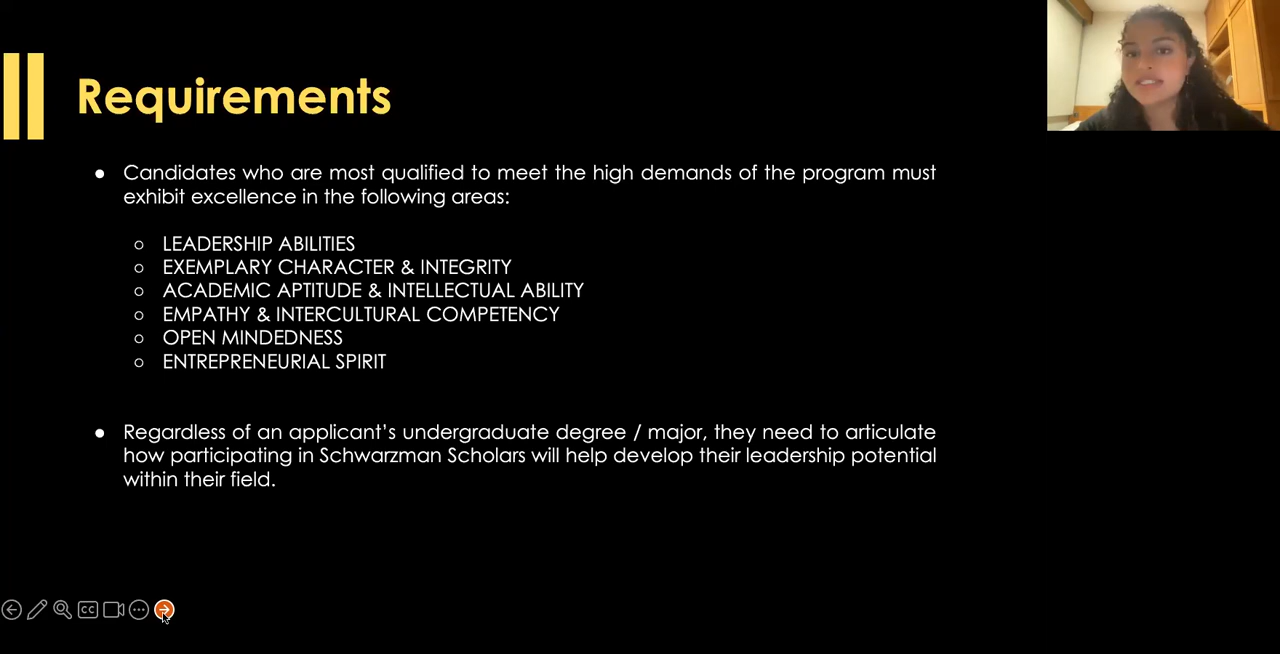 Requirements
● Candidates who are most qualified to meet the high demands of the program must
exhibit excellence in the following areas:
○ LEADERSHIP ABILITIES
○ EXEMPLARY CHARACTER & INTEGRITY
○ ACADEMIC APTITUDE & INTELLECTUAL ABILITY
○ EMPATHY & INTERCULTURAL COMPETENCY
○ OPEN MINDEDNESS
○ ENTREPRENEURIAL SPIRIT
● Regardless of an applicant’s undergraduate degree / major, they need to articulate
how participating in Schwarzman Scholars will help develop their leadership potential
within their field.
CC